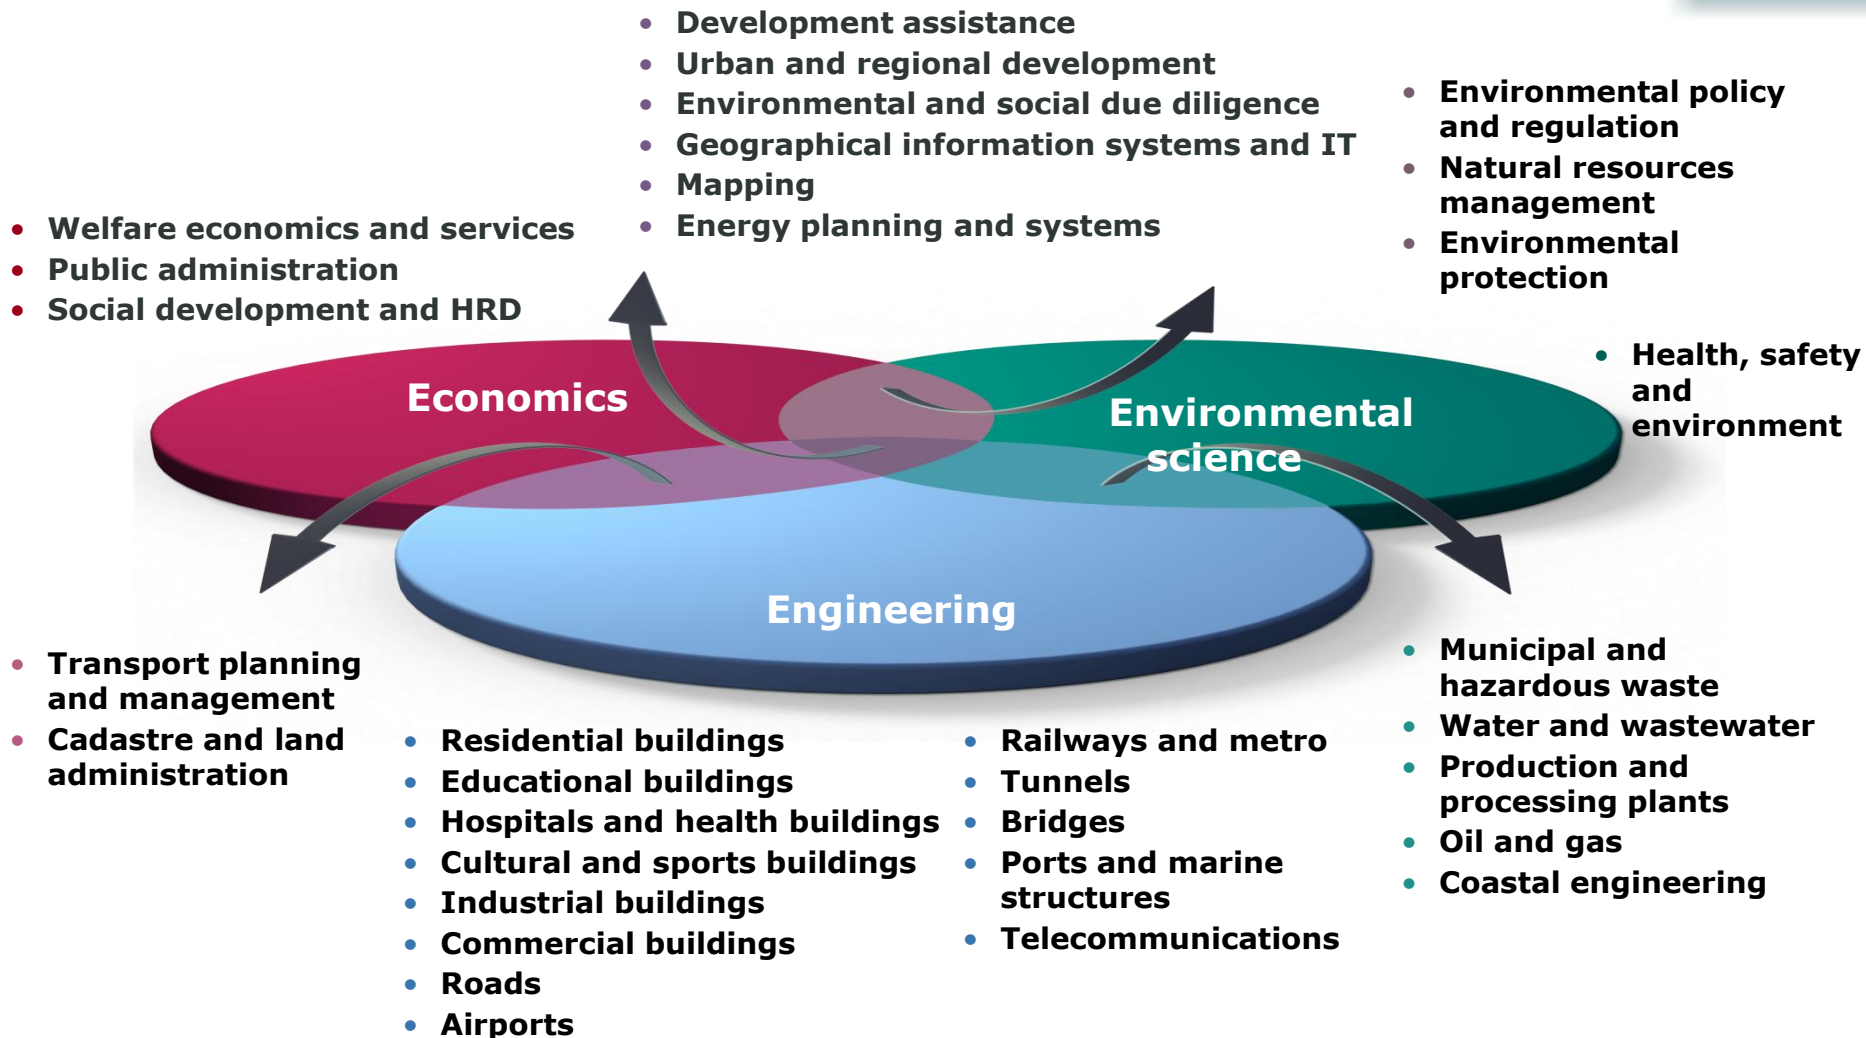 • Development assistance
• Urban and regional development
• Environmental and social due diligence
• Geographical information systems and IT
• Mapping
• Energy planning and systems
• Environmental policy
and regulation
• Natural resources
management
• Environmental
protection
• Welfare economics and services
• Public administration
• Social development and HRD
• Health, safety
and
environment
Economics
Environmental
science
Engineering
• Transport planning
and management
• Cadastre and land
administration
• Residential buildings
• Educational buildings
• Hospitals and health buildings
• Cultural and sports buildings
• Industrial buildings
• Commercial buildings
• Roads
• Airports
• Railways and metro
• Tunnels
• Bridges
• Ports and marine
structures
• Telecommunications
• Municipal and
hazardous waste
• Water and wastewater
• Production and
processing plants
• Oil and gas
• Coastal engineering